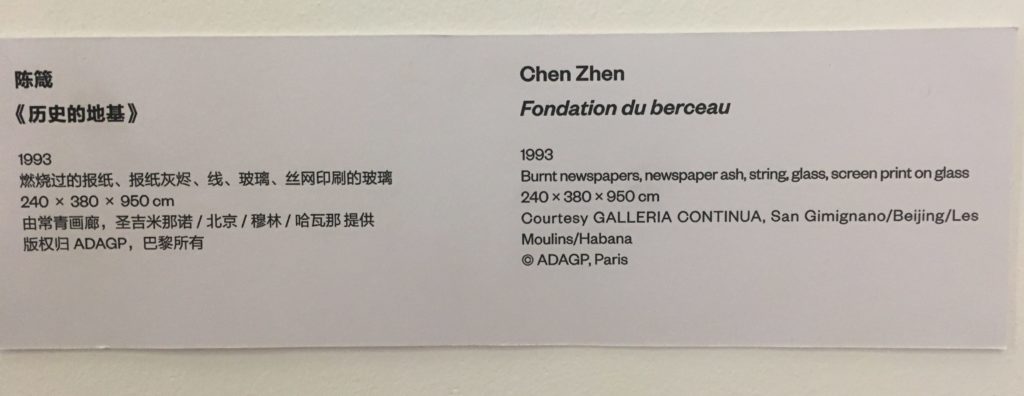 陈箴
《历史的地基》
1993
燃烧过的报纸、报纸灰烬、线、玻璃、丝网印刷的玻璃
240 × 380 × 950 cm
由常青画廊，圣吉米那诺 / 北京 / 穆林 / 哈瓦那 提供
版权归 ADAGP，巴黎所有
Chen Zhen
Fondation du berceau
1993
Burnt newspapers, newspaper ash, string, glass, screen print on glass
240 × 380 × 950 cm
Courtesy GALLERIA CONTINUA, San Gimignano/Beijing/Les
Moulins/Habana
© ADAGP, Paris